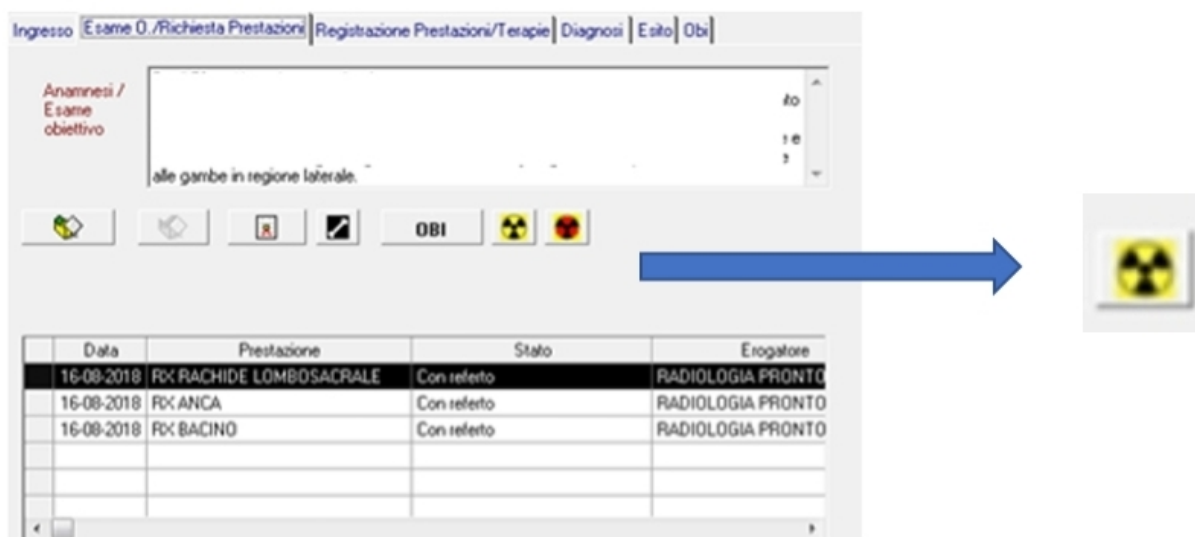 Ingresso Esame O./Richiesta Prestazioni Registrazione Prestazioni/Terapie Diagnosi Esito Obi
Anamnesi /
Esame
obiettivo
alle gambe in regione laterale.
OBI
Data Prestazione Stato Erogatore
16-08-2018 RX RACHIDE LOMBOSACRALE Con referto RADIOLOGIA PRONTO
16-08-2018 RX ANCA Con referto RADIOLOGIA PRONTO
16-08-2018 RX BACINO Con referto RADIOLOGIA PRONTO